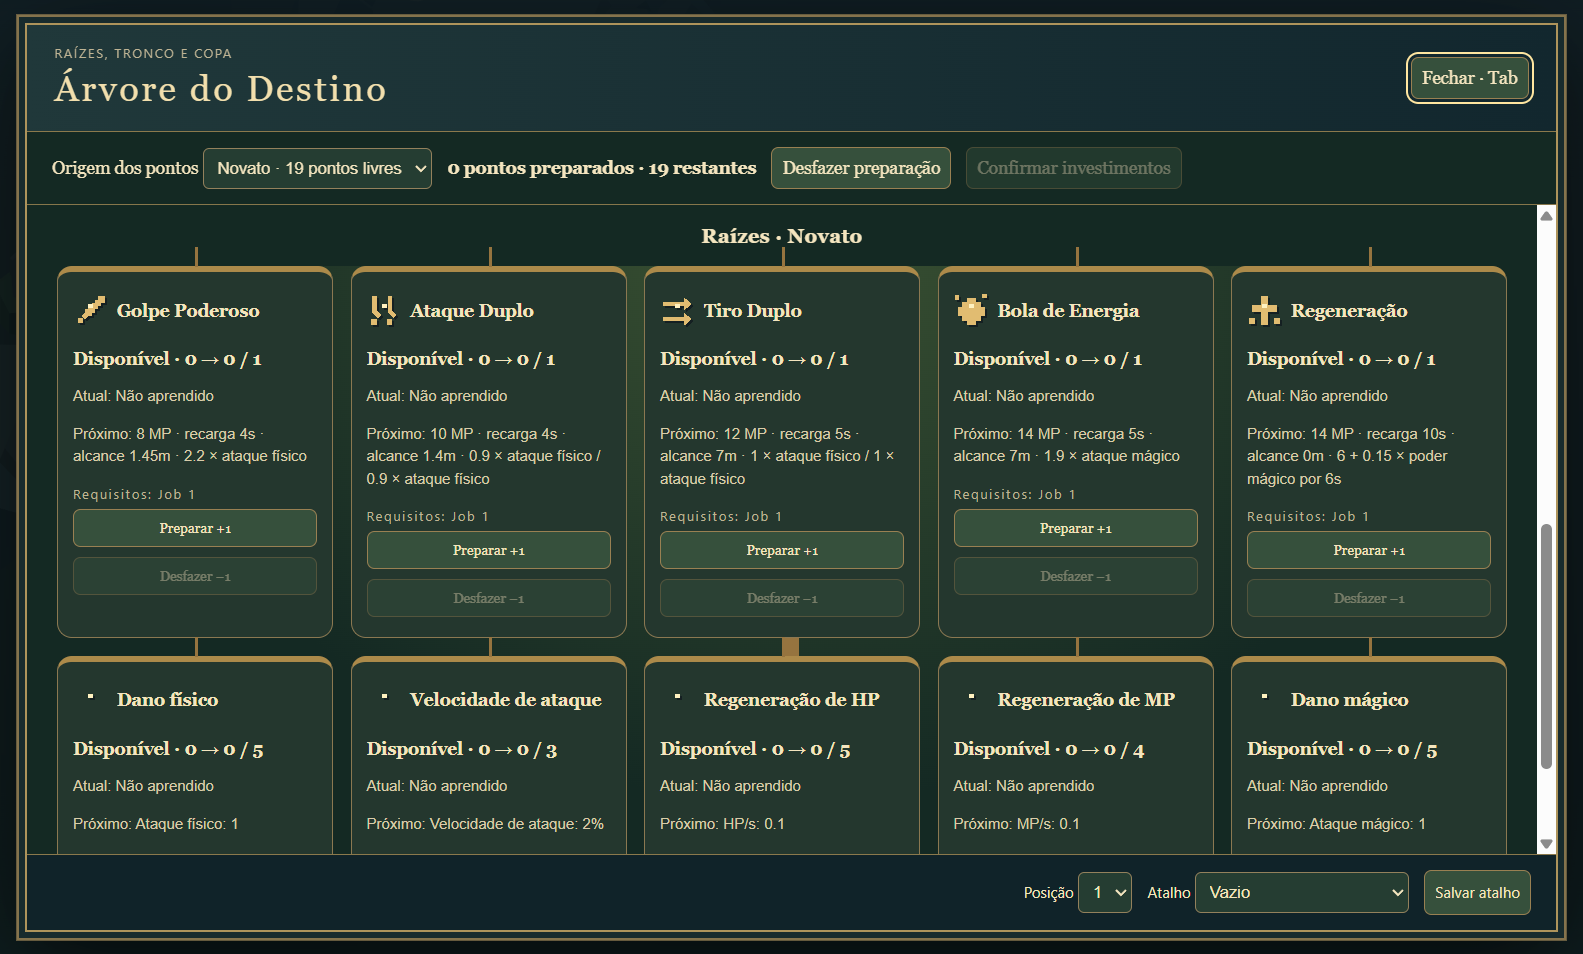 RAÍZES, TRONCO E COPA
Árvore do Destino
Fechar · Tab
Origem dos pontos
Novato · 19 pontos livres
0 pontos preparados · 19 restantes
Desfazer preparação
Confirmar investimentos
Raízes · Novato
Golpe Poderoso
Disponível · 0 → 0 / 1
Atual: Não aprendido
Próximo: 8 MP · recarga 4s ·
alcance 1.45m · 2.2 × ataque físico
Requisitos: Job 1
Preparar +1
Desfazer −1
Ataque Duplo
Disponível · 0 → 0 / 1
Atual: Não aprendido
Próximo: 10 MP · recarga 4s ·
alcance 1.4m · 0.9 × ataque físico /
0.9 × ataque físico
Requisitos: Job 1
Preparar +1
Desfazer −1
Tiro Duplo
Disponível · 0 → 0 / 1
Atual: Não aprendido
Próximo: 12 MP · recarga 5s ·
alcance 7m · 1 × ataque físico / 1 ×
ataque físico
Requisitos: Job 1
Preparar +1
Desfazer −1
Bola de Energia
Disponível · 0 → 0 / 1
Atual: Não aprendido
Próximo: 14 MP · recarga 5s ·
alcance 7m · 1.9 × ataque mágico
Requisitos: Job 1
Preparar +1
Desfazer −1
Regeneração
Disponível · 0 → 0 / 1
Atual: Não aprendido
Próximo: 14 MP · recarga 10s ·
alcance 0m · 6 + 0.15 × poder
mágico por 6s
Requisitos: Job 1
Preparar +1
Desfazer −1
Dano físico
Disponível · 0 → 0 / 5
Atual: Não aprendido
Próximo: Ataque físico: 1
Velocidade de ataque
Disponível · 0 → 0 / 3
Atual: Não aprendido
Próximo: Velocidade de ataque: 2%
Regeneração de HP
Disponível · 0 → 0 / 5
Atual: Não aprendido
Próximo: HP/s: 0.1
Regeneração de MP
Disponível · 0 → 0 / 4
Atual: Não aprendido
Próximo: MP/s: 0.1
Dano mágico
Disponível · 0 → 0 / 5
Atual: Não aprendido
Próximo: Ataque mágico: 1
Posição
1
Atalho
Vazio
Salvar atalho